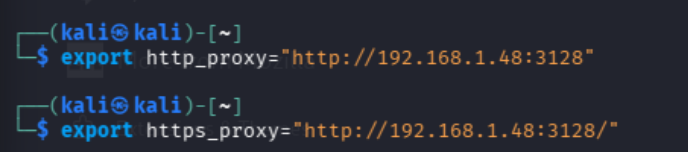 ┌──(kali㉿kali)-[~]
└─$ export http_proxy="http://192.168.1.48:3128"
┌──(kali㉿kali)-[~]
└─$ export https_proxy="http://192.168.1.48:3128/"